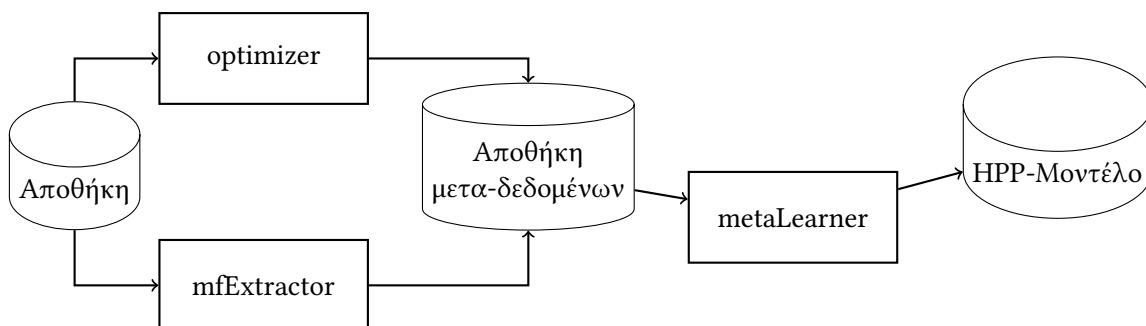 optimizer
Αποθήκη
Αποθήκη
μετα-δεδομένων
HPP-Μοντέλο
metaLearner
mfExtractor